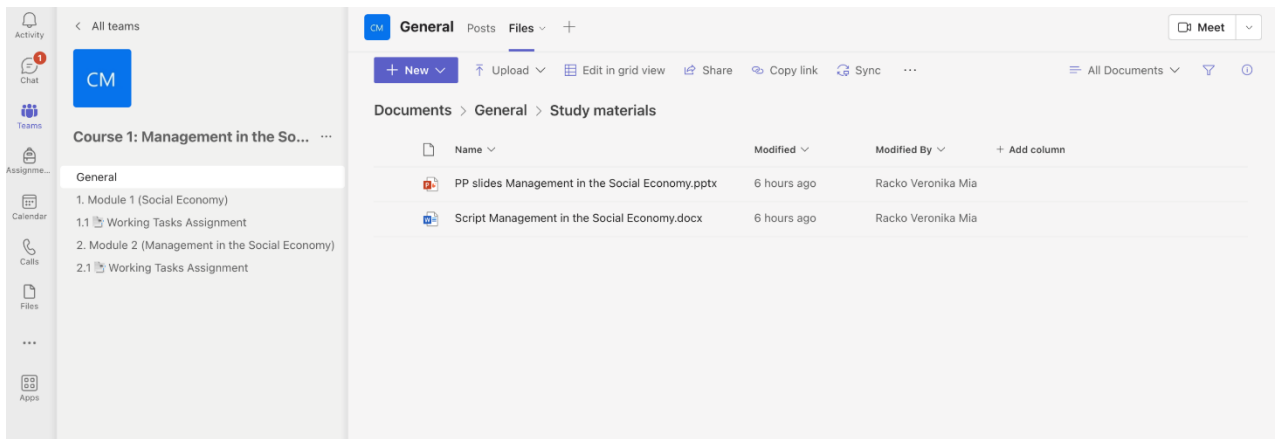 Activity
1
Chat
Teams
Assignme...
Calendar
Calls
Files
...
Apps
< All teams
CM
Course 1: Management in the So... ...
General
1. Module 1 (Social Economy)
1.1 Working Tasks Assignment
2. Module 2 (Management in the Social Economy)
2.1 Working Tasks Assignment
CM General Posts Files +
Meet
+ New Upload Edit in grid view Share Copy link Sync ... All Documents
Documents > General > Study materials
Name Modified Modified By + Add column
PP slides Management in the Social Economy.pptx 6 hours ago Racko Veronika Mia
Script Management in the Social Economy.docx 6 hours ago Racko Veronika Mia